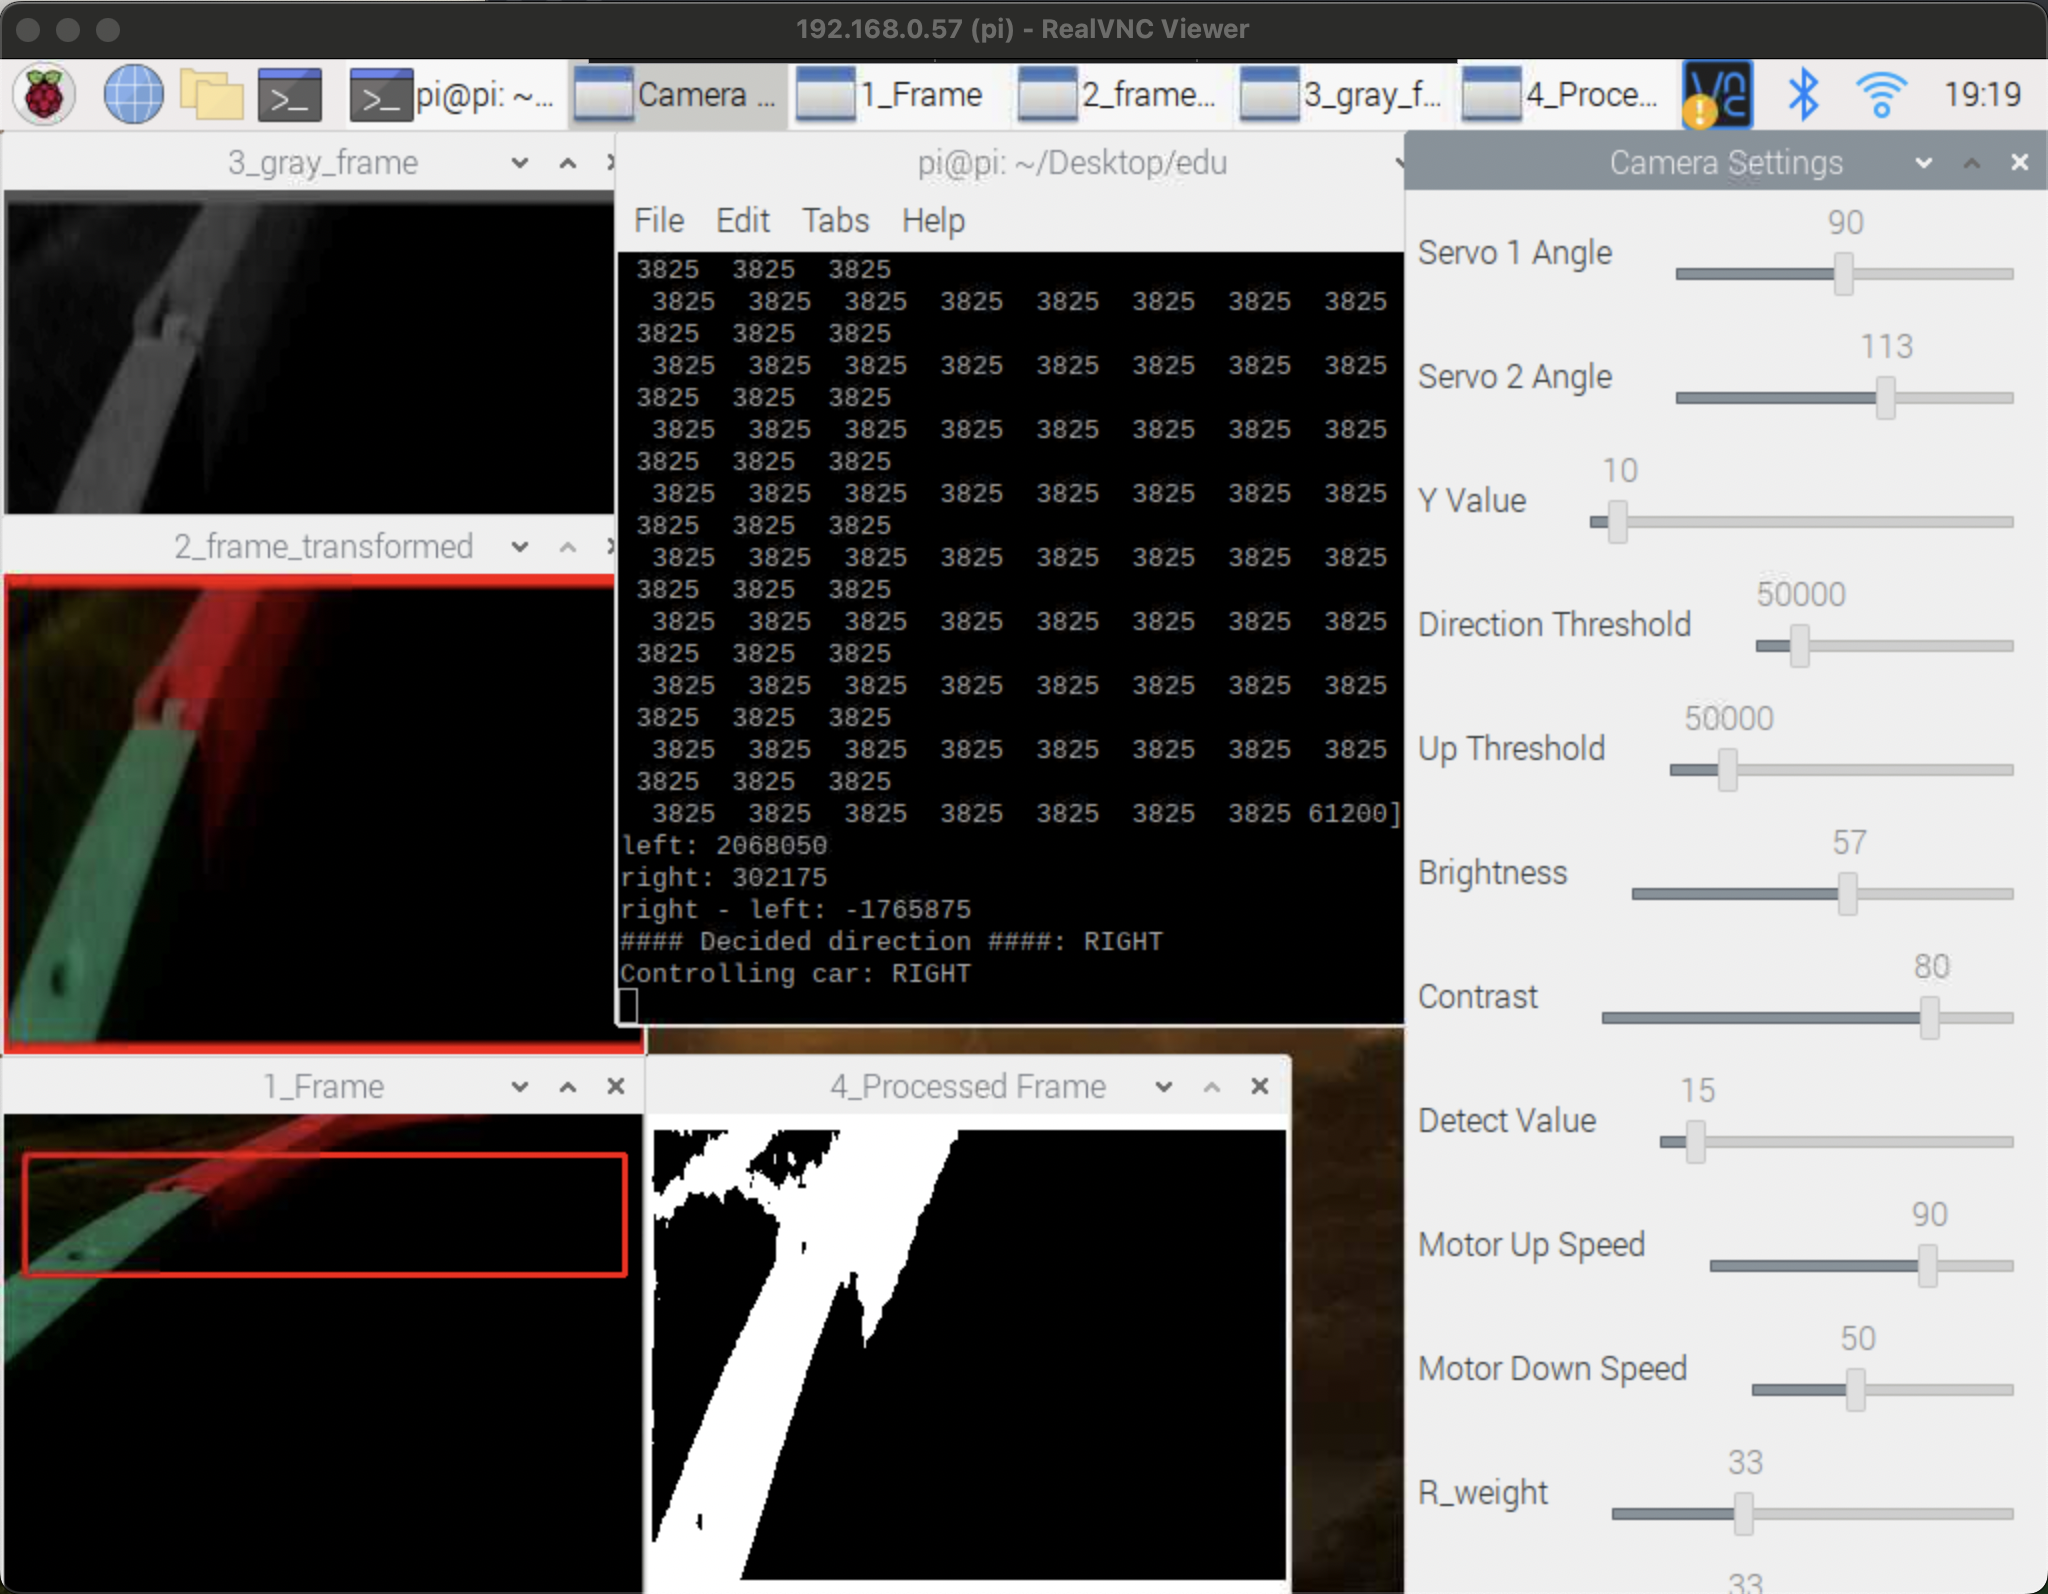 192.168.0.57 (pi) - RealVNC Viewer
pi@pi: ~... Camera ... 1_Frame 2_frame... 3_gray_f... 4_Proce... 19:19
3_gray_frame
2_frame_transformed
1_Frame
pi@pi: ~/Desktop/edu
File Edit Tabs Help
3825 3825 3825
3825 3825 3825 3825 3825 3825 3825 3825
3825 3825 3825
3825 3825 3825 3825 3825 3825 3825 3825
3825 3825 3825
3825 3825 3825 3825 3825 3825 3825 3825
3825 3825 3825
3825 3825 3825 3825 3825 3825 3825 3825
3825 3825 3825
3825 3825 3825 3825 3825 3825 3825 3825
3825 3825 3825
3825 3825 3825 3825 3825 3825 3825 3825
3825 3825 3825
3825 3825 3825 3825 3825 3825 3825 3825
3825 3825 3825
3825 3825 3825 3825 3825 3825 3825 3825
3825 3825 3825
3825 3825 3825 3825 3825 3825 3825 61200]
left: 2068050
right: 302175
right - left: -1765875
#### Decided direction ####: RIGHT
Controlling car: RIGHT
4_Processed Frame
Camera Settings
90
Servo 1 Angle
113
Servo 2 Angle
10
Y Value
50000
Direction Threshold
50000
Up Threshold
57
Brightness
80
Contrast
15
Detect Value
90
Motor Up Speed
50
Motor Down Speed
33
R_weight
33